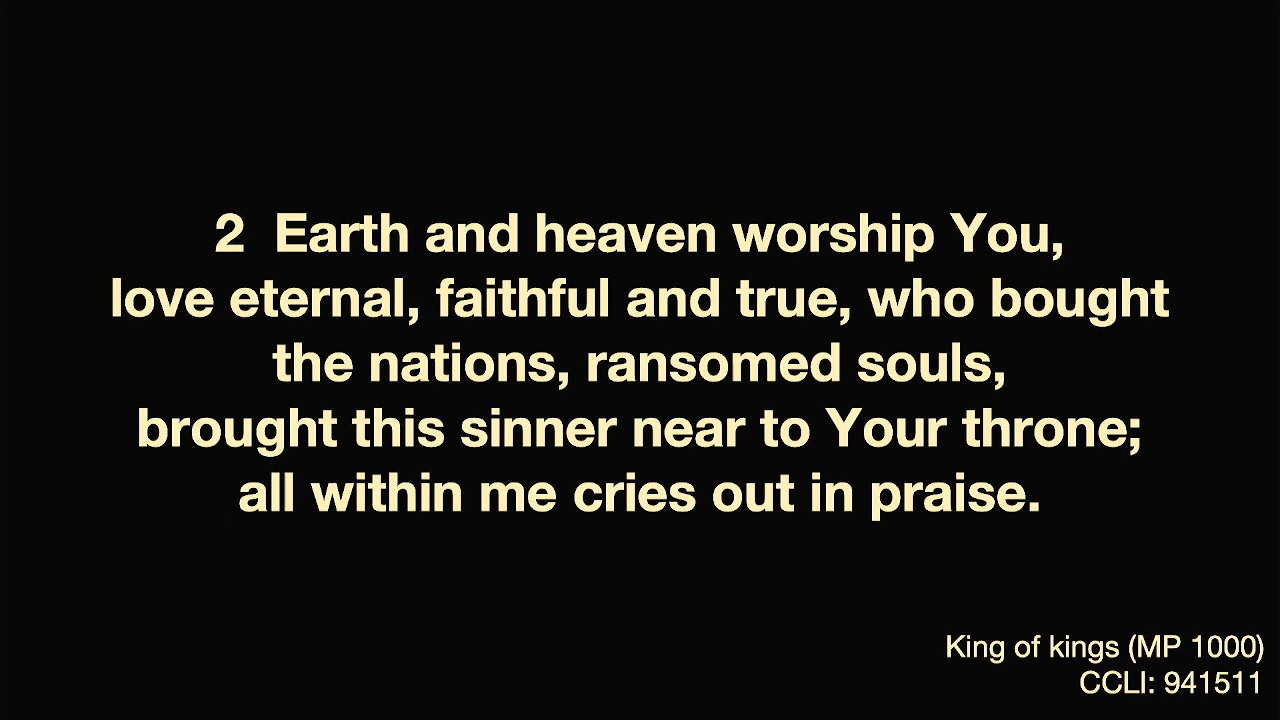 2  Earth and heaven worship You,
love eternal, faithful and true, who bought
the nations, ransomed souls,
brought this sinner near to Your throne;
all within me cries out in praise.
King of kings (MP 1000)
CCLI: 941511